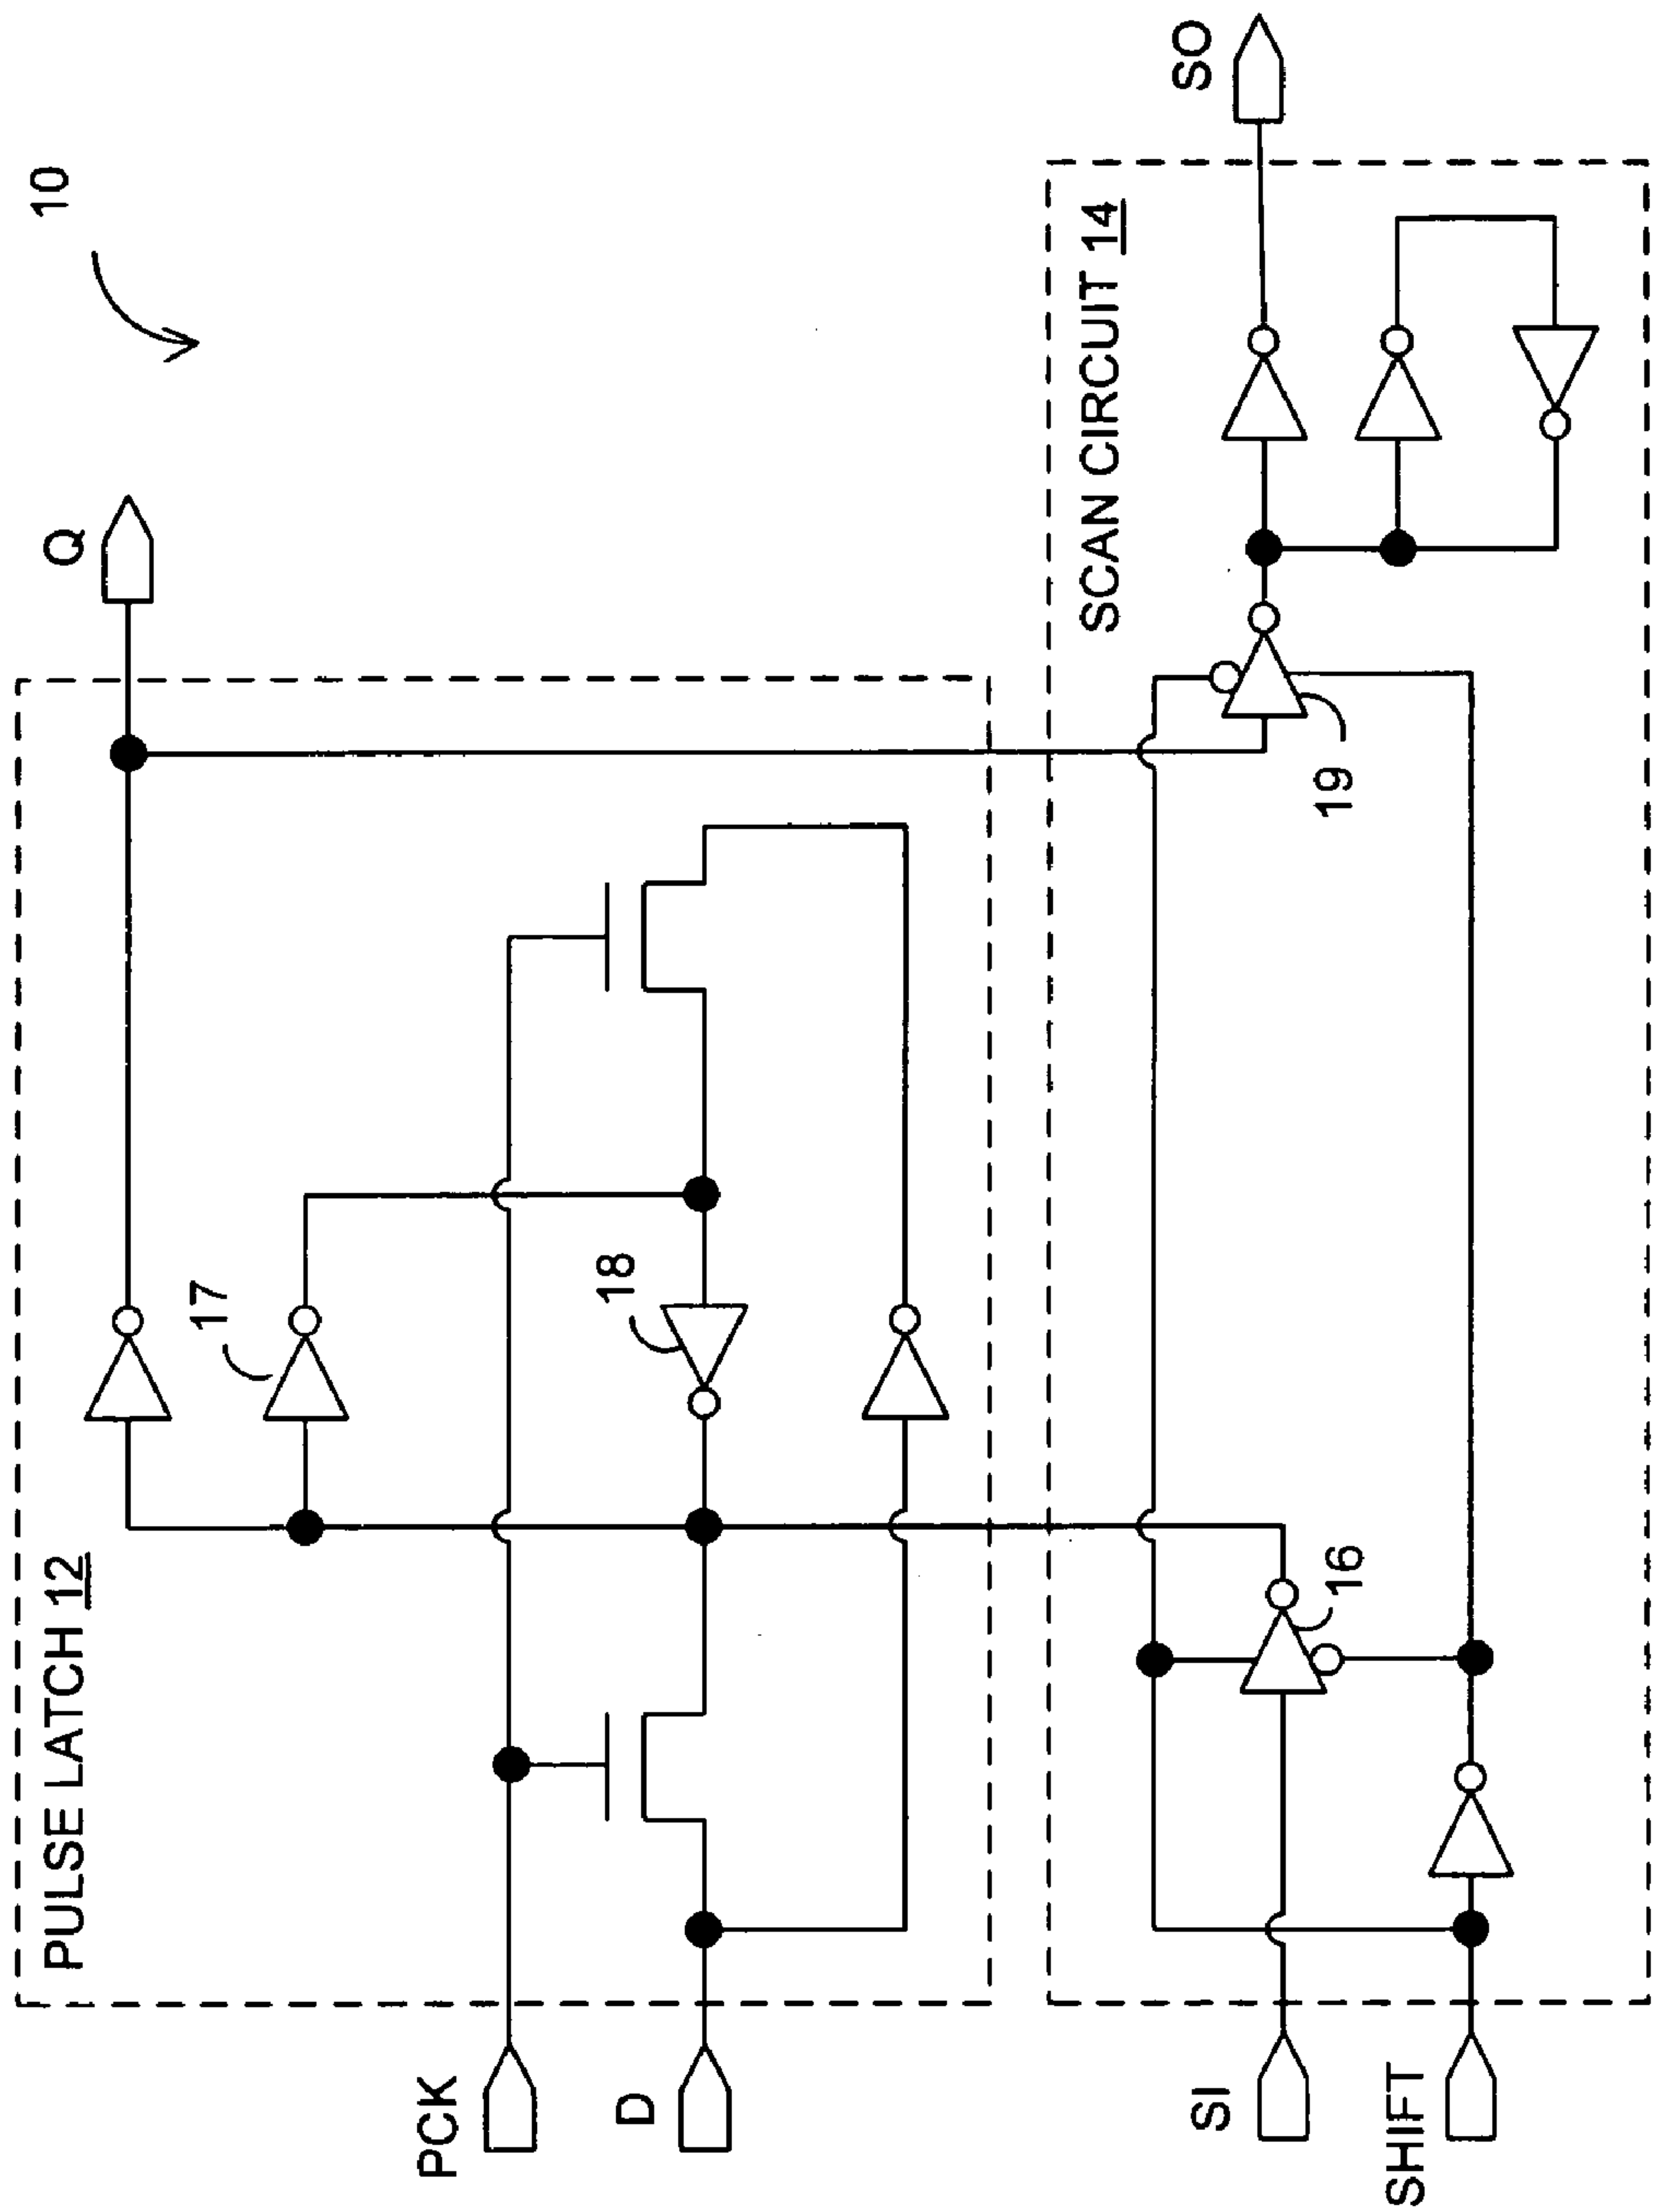 10
Q
PULSE LATCH 12
17
18
PCK
D
SO
SCAN CIRCUIT 14
19
16
SI
SHIFT